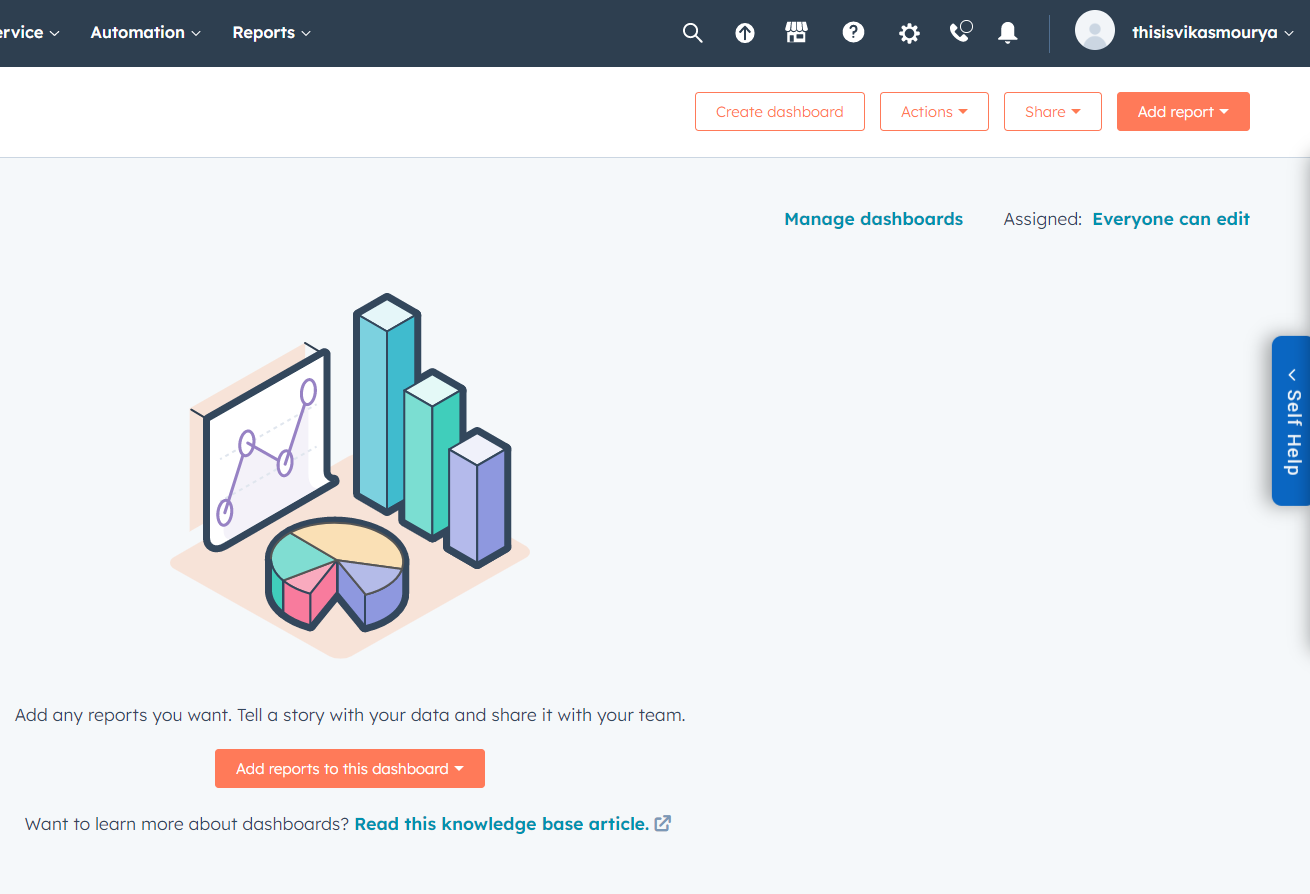 ervice Automation Reports thisisvikasmourya
Create dashboard Actions Share Add report
Manage dashboards Assigned: Everyone can edit
Self Help
Add any reports you want. Tell a story with your data and share it with your team.
Add reports to this dashboard
Want to learn more about dashboards? Read this knowledge base article.